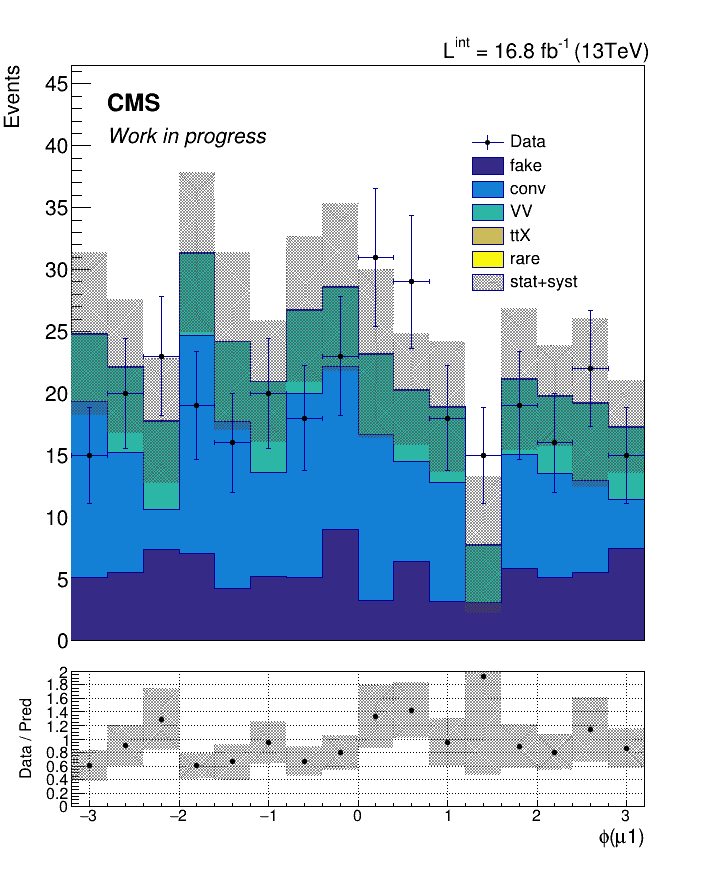 L^int = 16.8 fb^-1 (13TeV)
Events
CMS
Work in progress
45
40
35
30
25
20
15
10
5
0
Data
fake
conv
VV
ttX
rare
stat+syst
Data / Pred
2
1.8
1.6
1.4
1.2
1
0.8
0.6
0.4
0.2
0
−3 −2 −1 0 1 2 3
ϕ(μ1)